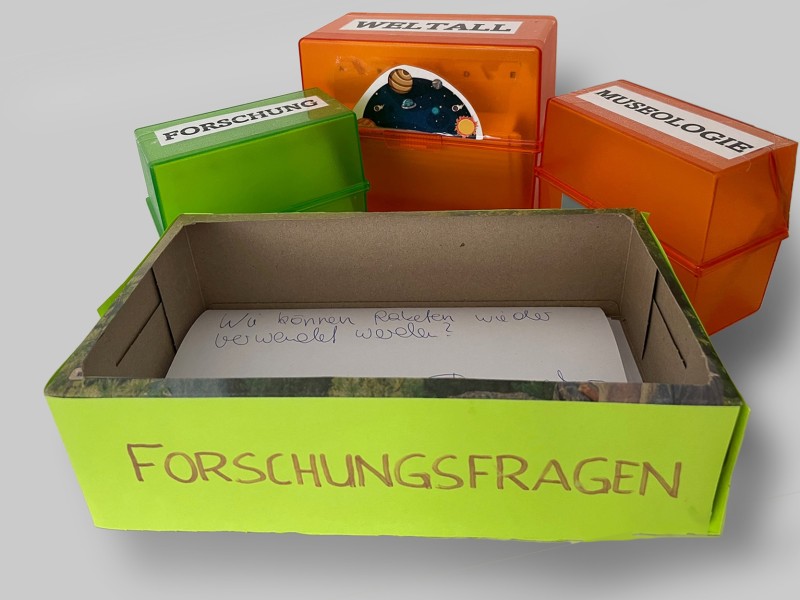 WELTALL
FORSCHUNG
MUSEOLOGIE
Wie können Raketen wieder
verwendet werden?
FORSCHUNGSFRAGEN